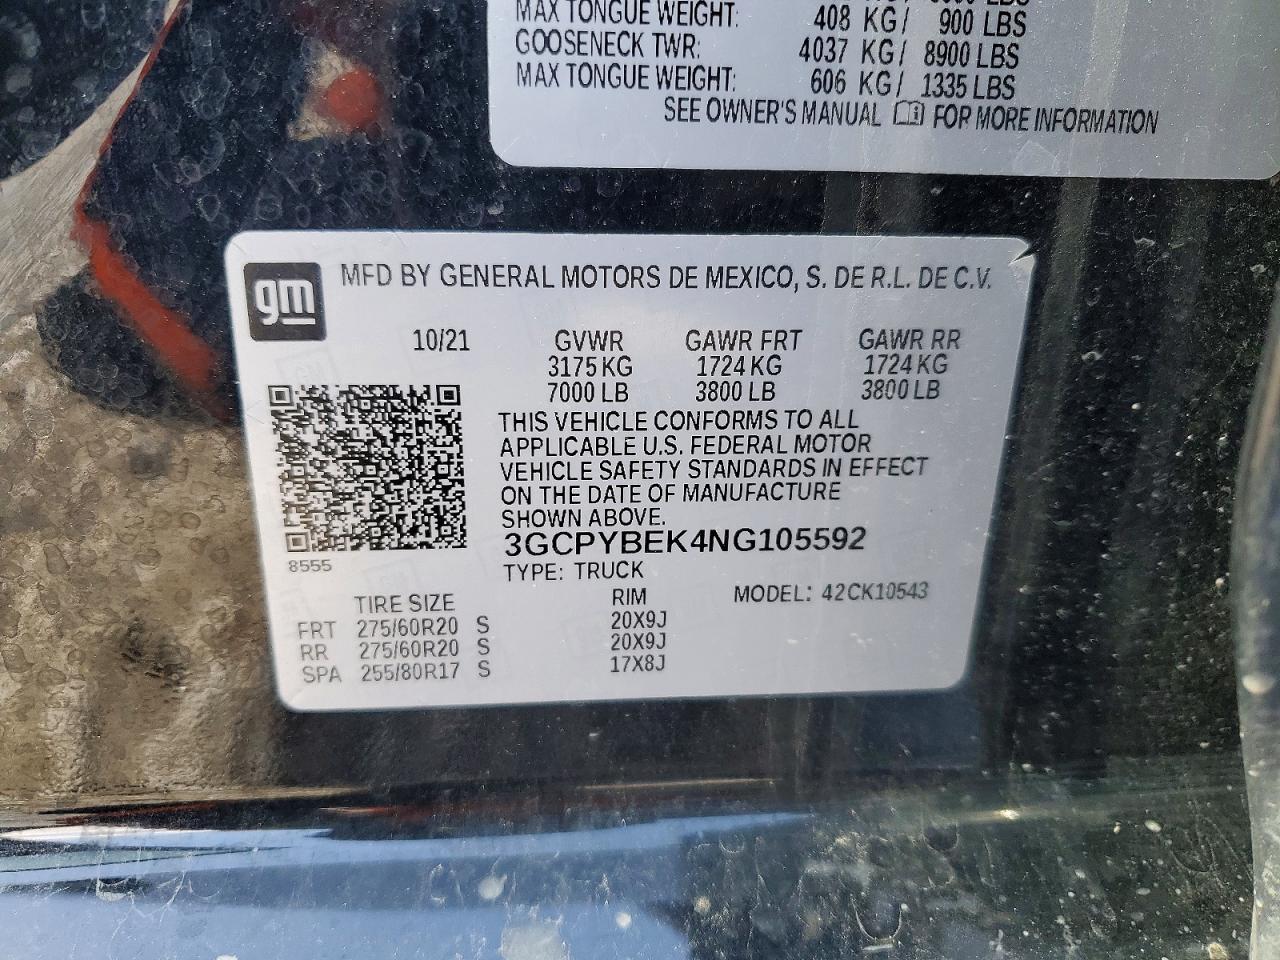 MAX TONGUE WEIGHT: 408 KG/ 900 LBS
GOOSENECK TWR: 4037 KG/ 8900 LBS
MAX TONGUE WEIGHT: 606 KG/ 1335 LBS
SEE OWNER'S MANUAL FOR MORE INFORMATION
gm
MFD BY GENERAL MOTORS DE MEXICO, S. DE R.L. DE C.V.
10/21 GVWR GAWR FRT GAWR RR
3175 KG 1724 KG 1724 KG
7000 LB 3800 LB 3800 LB
THIS VEHICLE CONFORMS TO ALL
APPLICABLE U.S. FEDERAL MOTOR
VEHICLE SAFETY STANDARDS IN EFFECT
ON THE DATE OF MANUFACTURE
SHOWN ABOVE.
3GCPYBEK4NG105592
8555
TYPE: TRUCK
TIRE SIZE RIM MODEL: 42CK10543
FRT 275/60R20 S 20X9J
RR 275/60R20 S 20X9J
SPA 255/80R17 S 17X8J